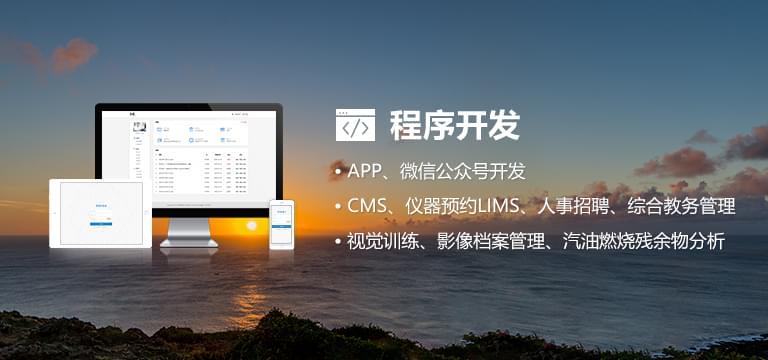 </>
程序开发
• APP、微信公众号开发
• CMS、仪器预约LIMS、人事招聘、综合教务管理
• 视觉训练、影像档案管理、汽油燃烧残余物分析